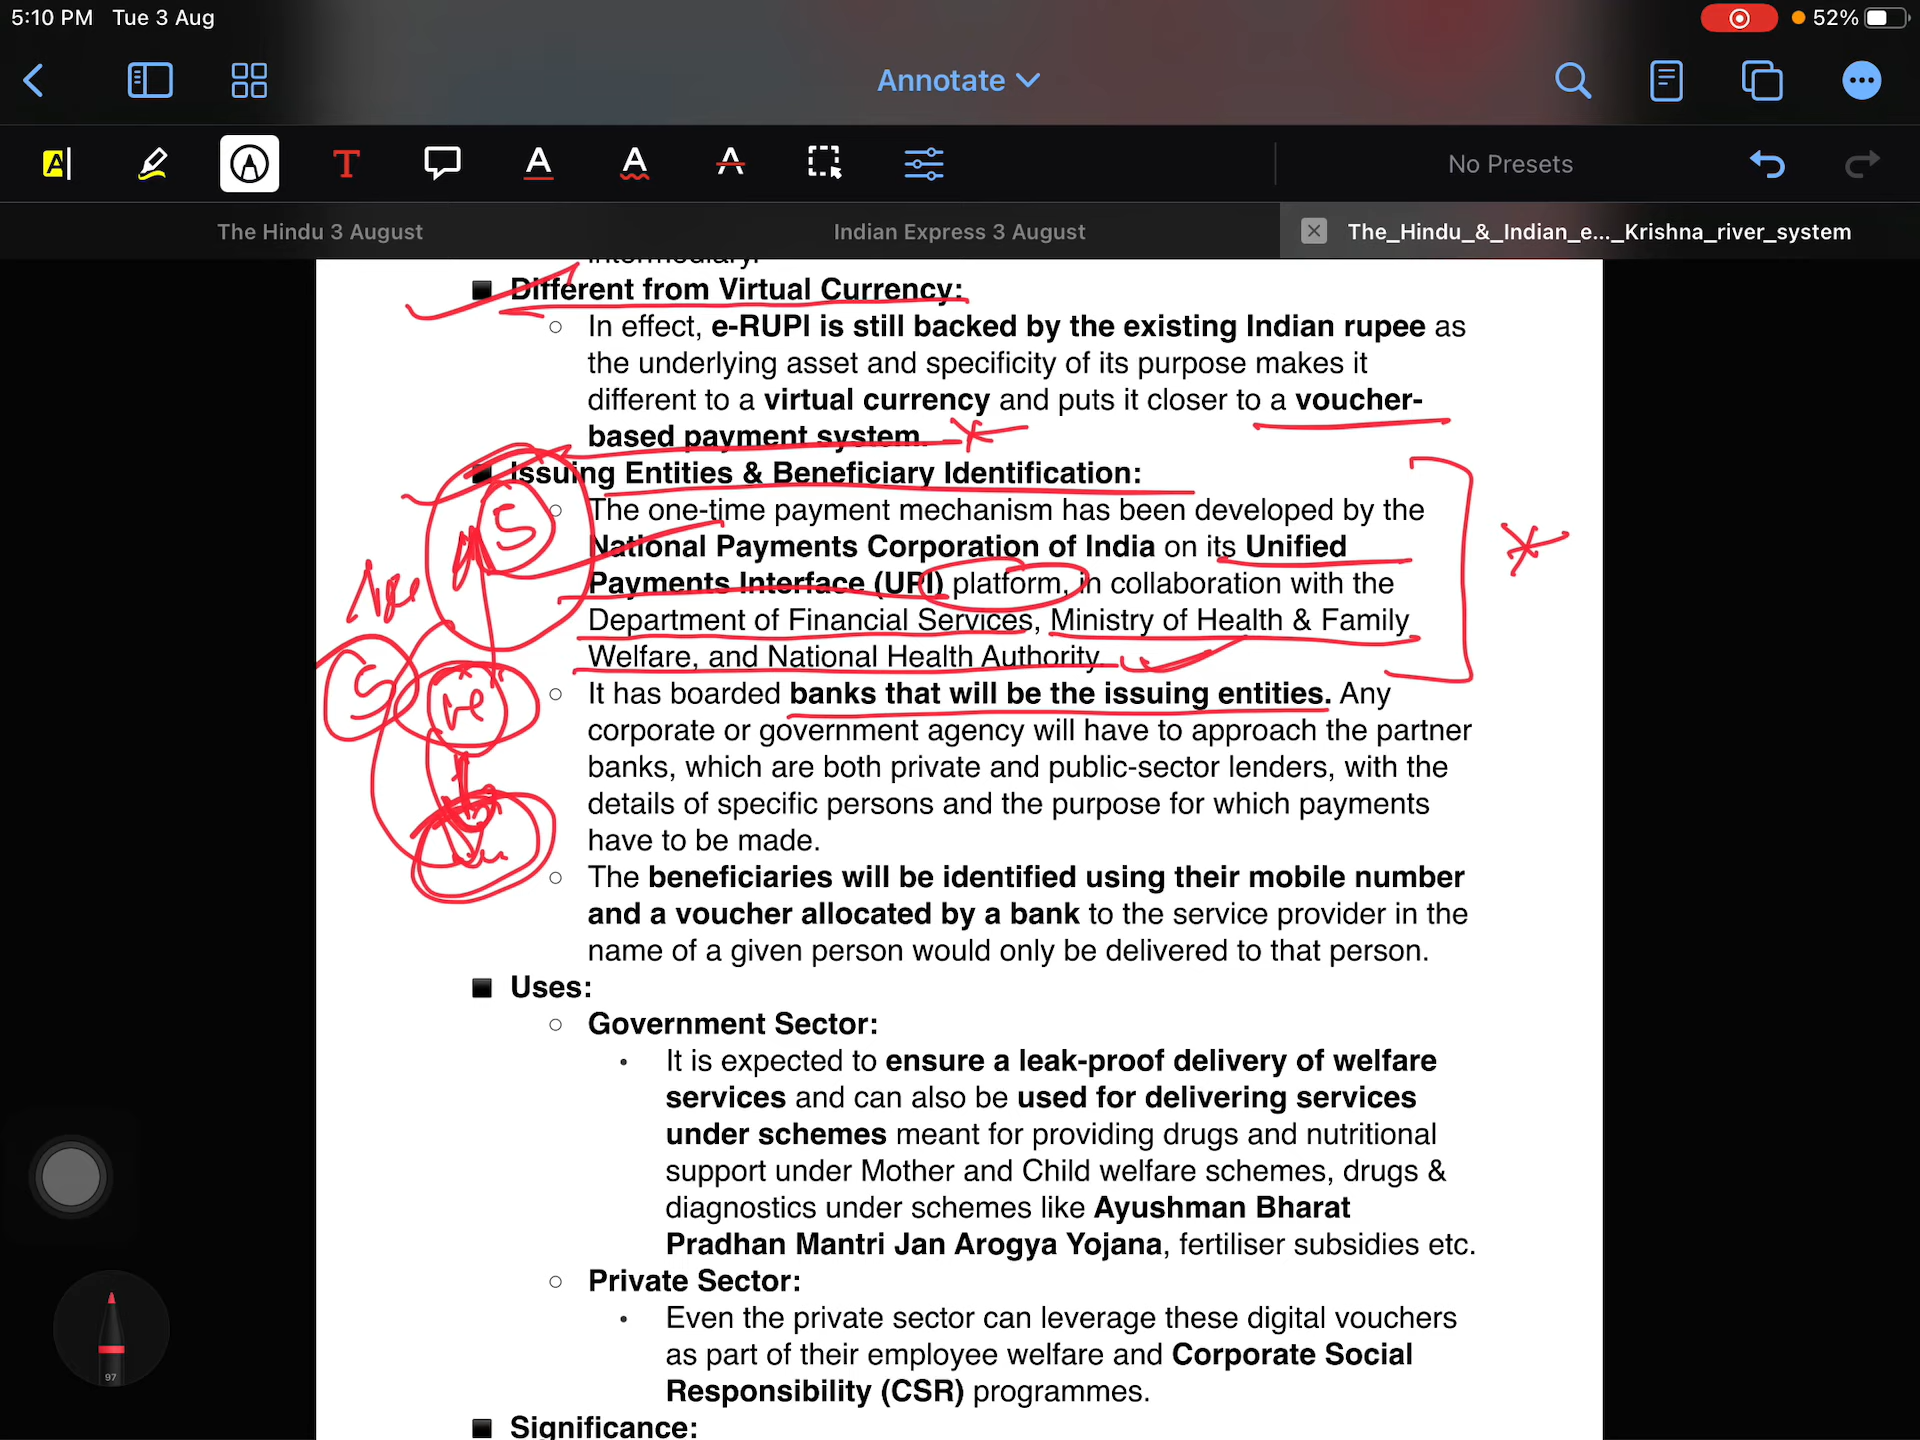 5:10 PM Tue 3 Aug
52%
Annotate
No Presets
The Hindu 3 August
Indian Express 3 August
The_Hindu_&_Indian_e..._Krishna_river_system
intermediary.
■ Different from Virtual Currency:
○ In effect, e-RUPI is still backed by the existing Indian rupee as
the underlying asset and specificity of its purpose makes it
different to a virtual currency and puts it closer to a voucher-
based payment system.
■ Issuing Entities & Beneficiary Identification:
○ The one-time payment mechanism has been developed by the
National Payments Corporation of India on its Unified
Payments Interface (UPI) platform, in collaboration with the
Department of Financial Services, Ministry of Health & Family
Welfare, and National Health Authority.
○ It has boarded banks that will be the issuing entities. Any
corporate or government agency will have to approach the partner
banks, which are both private and public-sector lenders, with the
details of specific persons and the purpose for which payments
have to be made.
○ The beneficiaries will be identified using their mobile number
and a voucher allocated by a bank to the service provider in the
name of a given person would only be delivered to that person.
■ Uses:
○ Government Sector:
• It is expected to ensure a leak-proof delivery of welfare
services and can also be used for delivering services
under schemes meant for providing drugs and nutritional
support under Mother and Child welfare schemes, drugs &
diagnostics under schemes like Ayushman Bharat
Pradhan Mantri Jan Arogya Yojana, fertiliser subsidies etc.
○ Private Sector:
• Even the private sector can leverage these digital vouchers
as part of their employee welfare and Corporate Social
Responsibility (CSR) programmes.
■ Significance:
S
S
97